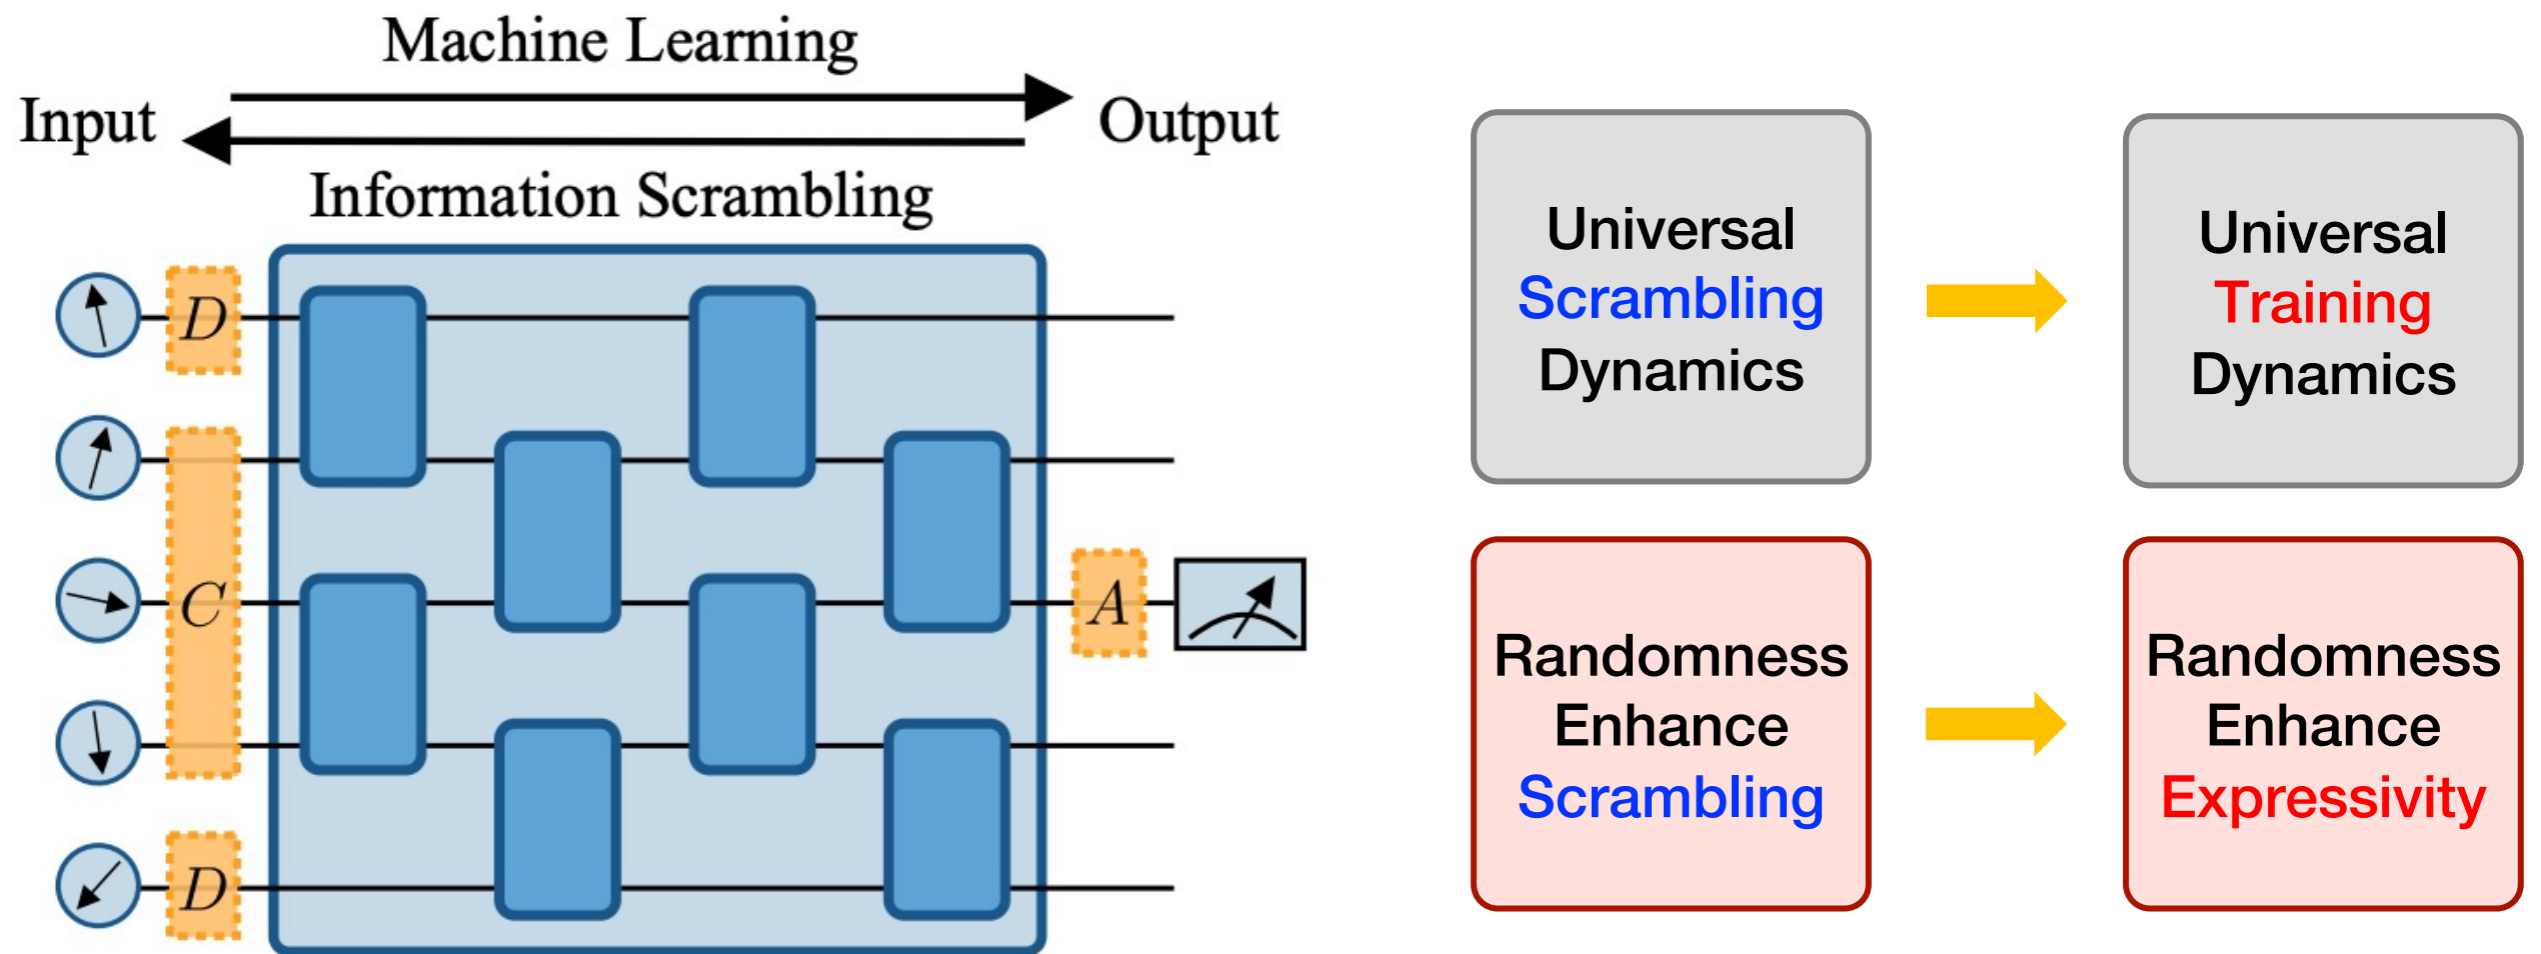 Machine Learning
Input
Output
Information Scrambling
D
C
D
A
Universal
Scrambling
Dynamics
Universal
Training
Dynamics
Randomness
Enhance
Scrambling
Randomness
Enhance
Expressivity